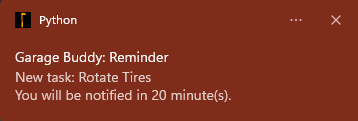 Python
Garage Buddy: Reminder
New task: Rotate Tires
You will be notified in 20 minute(s).